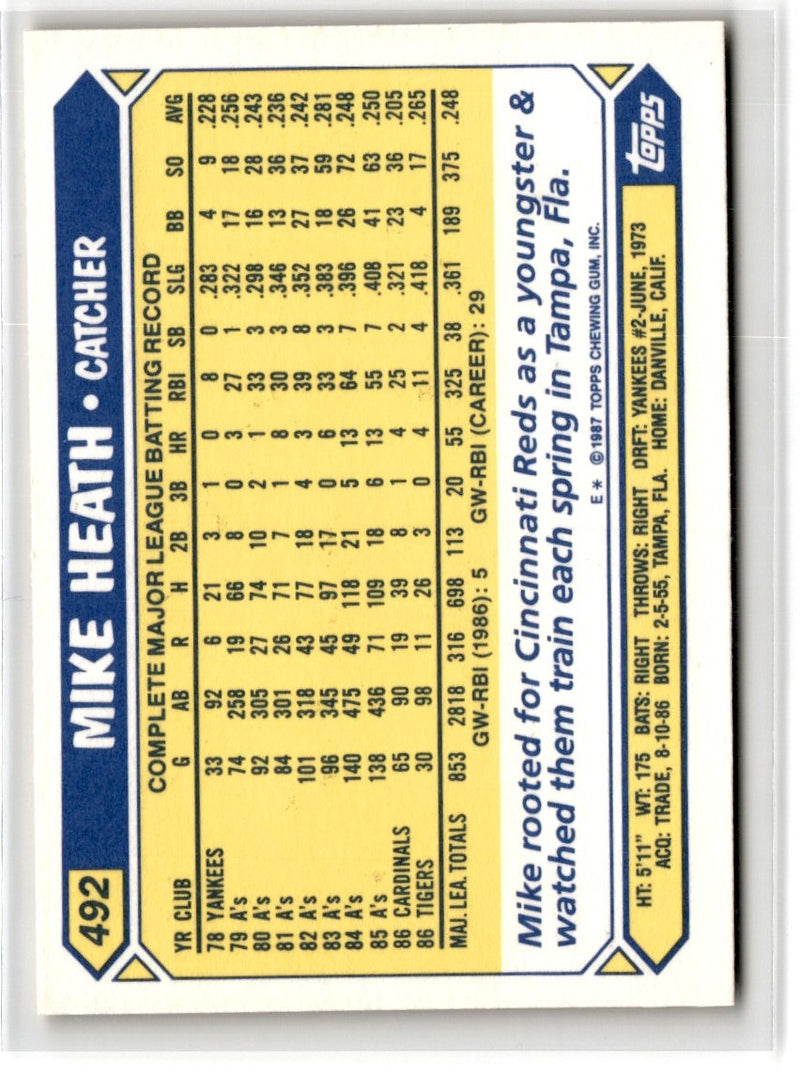 492
MIKE HEATH • CATCHER
COMPLETE MAJOR LEAGUE BATTING RECORD
YR CLUB G AB R H 2B 3B HR RBI SB SLG BB SO AVG
78 YANKEES 33 92 6 21 3 1 0 8 0 .283 4 9 .228
79 A's 74 258 19 66 8 0 3 27 1 .322 17 18 .256
80 A's 92 305 27 74 10 2 1 33 3 .298 16 28 .243
81 A's 84 301 26 71 7 1 8 30 3 .346 13 36 .236
82 A's 101 318 43 77 18 4 3 39 8 .352 27 37 .242
83 A's 96 345 45 97 17 0 6 33 3 .383 18 59 .281
84 A's 140 475 49 118 21 5 13 64 7 .396 26 72 .248
85 A's 138 436 71 109 18 6 13 55 7 .408 41 63 .250
86 CARDINALS 65 90 19 39 8 1 4 25 2 .321 23 36 .205
86 TIGERS 30 98 11 26 3 0 4 11 4 .418 4 17 .265
MAJ. LEA. TOTALS 853 2818 316 698 113 20 55 325 38 .361 189 375 .248
GW-RBI (1986): 5 GW-RBI (CAREER): 29
Mike rooted for Cincinnati Reds as a youngster &
watched them train each spring in Tampa, Fla.
E* ©1987 TOPPS CHEWING GUM, INC.
HT: 5'11" WT: 175 BATS: RIGHT THROWS: RIGHT DRFT: YANKEES #2-JUNE, 1973
ACQ: TRADE, 8-10-86 BORN: 2-5-55, TAMPA, FLA. HOME: DANVILLE, CALIF.
topps